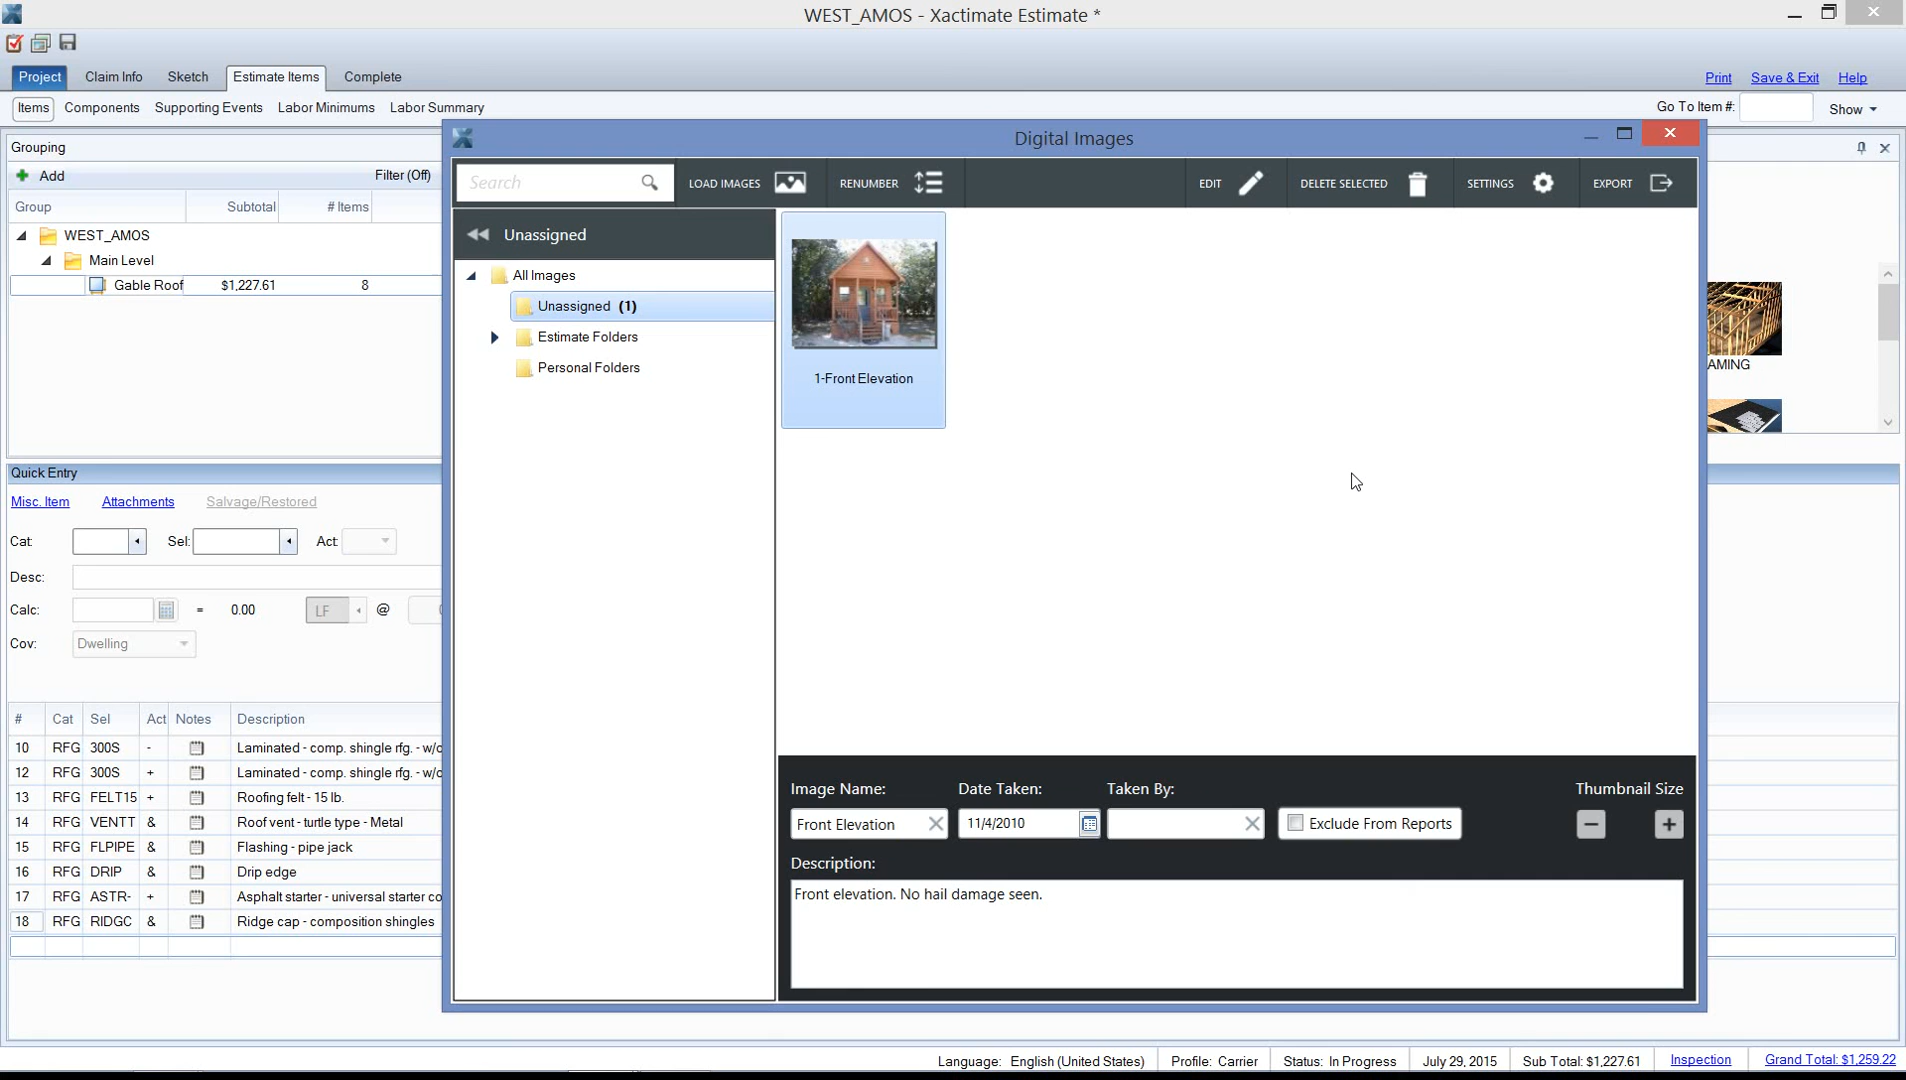 WEST_AMOS - Xactimate Estimate *
Project Claim Info Sketch Estimate Items Complete
Print Save & Exit Help
Items Components Supporting Events Labor Minimums Labor Summary
Go To Item #: Show
Grouping
Add Filter (Off)
Group Subtotal # Items
WEST_AMOS
Main Level
Gable Roof $1,227.61 8
Digital Images
Search LOAD IMAGES RENUMBER EDIT DELETE SELECTED SETTINGS EXPORT
Unassigned
All Images
Unassigned (1)
Estimate Folders
Personal Folders
1-Front Elevation
AMING
Quick Entry
Misc. Item Attachments Salvage/Restored
Cat: Sel: Act:
Desc:
Calc: = 0.00 LF @
Cov: Dwelling
# Cat Sel Act Notes Description
10 RFG 300S - Laminated - comp. shingle rfg. - w/o
12 RFG 300S + Laminated - comp. shingle rfg. - w/o
13 RFG FELT15 + Roofing felt - 15 lb.
14 RFG VENTT & Roof vent - turtle type - Metal
15 RFG FLPIPE & Flashing - pipe jack
16 RFG DRIP & Drip edge
17 RFG ASTR- + Asphalt starter - universal starter co
18 RFG RIDGC & Ridge cap - composition shingles
Image Name: Date Taken: Taken By: Thumbnail Size
Front Elevation 11/4/2010 Exclude From Reports
Description:
Front elevation. No hail damage seen.
Language: English (United States) Profile: Carrier Status: In Progress July 29, 2015 Sub Total: $1,227.61 Inspection Grand Total: $1,259.22